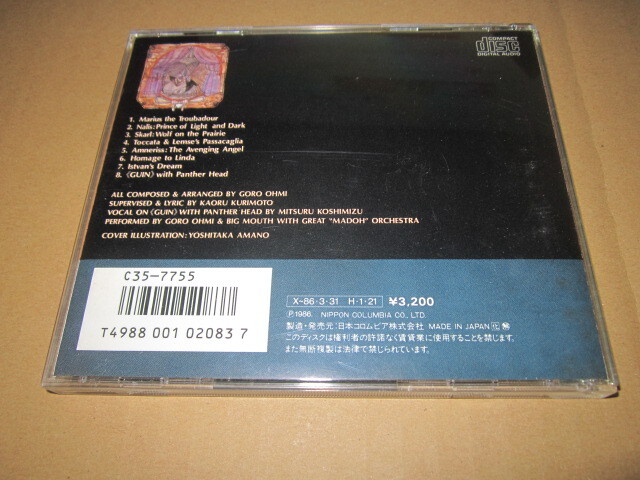 COMPACT
disc
DIGITAL AUDIO
1. Marius the Troubadour
2. Nalis: Prince of Light and Dark
3. Skarl: Wolf on the Prairie
4. Toccata & Lemse's Passacaglia
5. Amneriss: The Avenging Angel
6. Homage to Linda
7. Istvan's Dream
8. 《GUIN》 with Panther Head
ALL COMPOSED & ARRANGED BY GORO OHMI
SUPERVISED & LYRIC BY KAORU KURIMOTO
VOCAL ON 《GUIN》 WITH PANTHER HEAD BY MITSURU KOSHIMIZU
PERFORMED BY GORO OHMI & BIG MOUTH WITH GREAT "MADOH" ORCHESTRA
COVER ILLUSTRATION: YOSHITAKA AMANO
C35-7755
T4988 001 02083 7
X-86・3・31 H・1・21 ¥3,200
Ⓟ1986 NIPPON COLUMBIA CO., LTD.
製造・発売元:日本コロムビア株式会社 MADE IN JAPAN
このディスクは権利者の許諾なく賃貸業に使用することを禁じます。
また無断複製は法律で禁じられています。